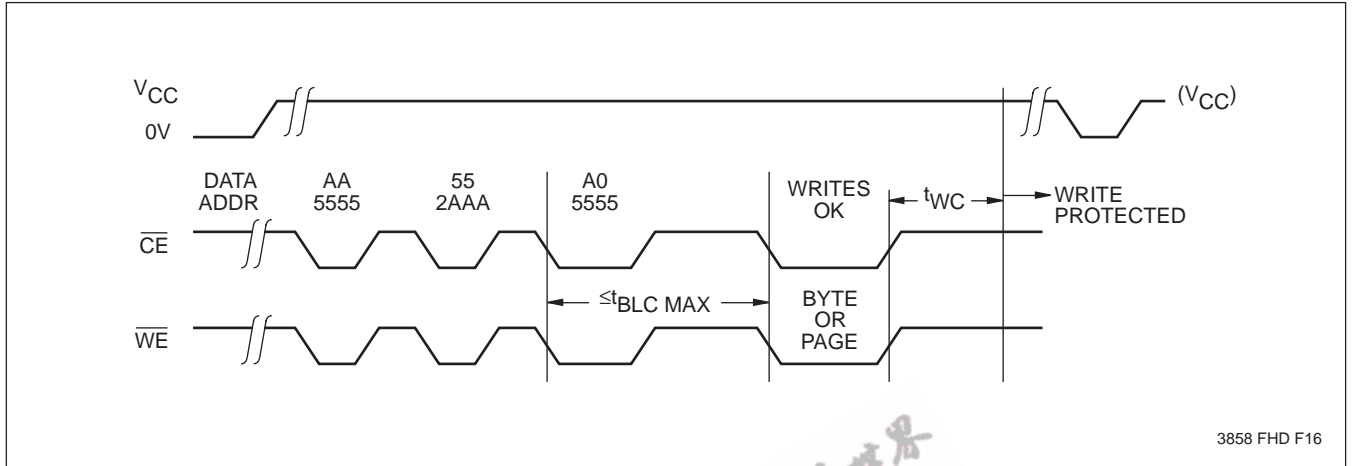 VCC
0V
(VCC)
DATA AA 55 A0
ADDR 5555 2AAA 5555
WRITES
OK
tWC
WRITE
PROTECTED
CE
≤tBLC MAX
BYTE
OR
PAGE
WE
3858 FHD F16